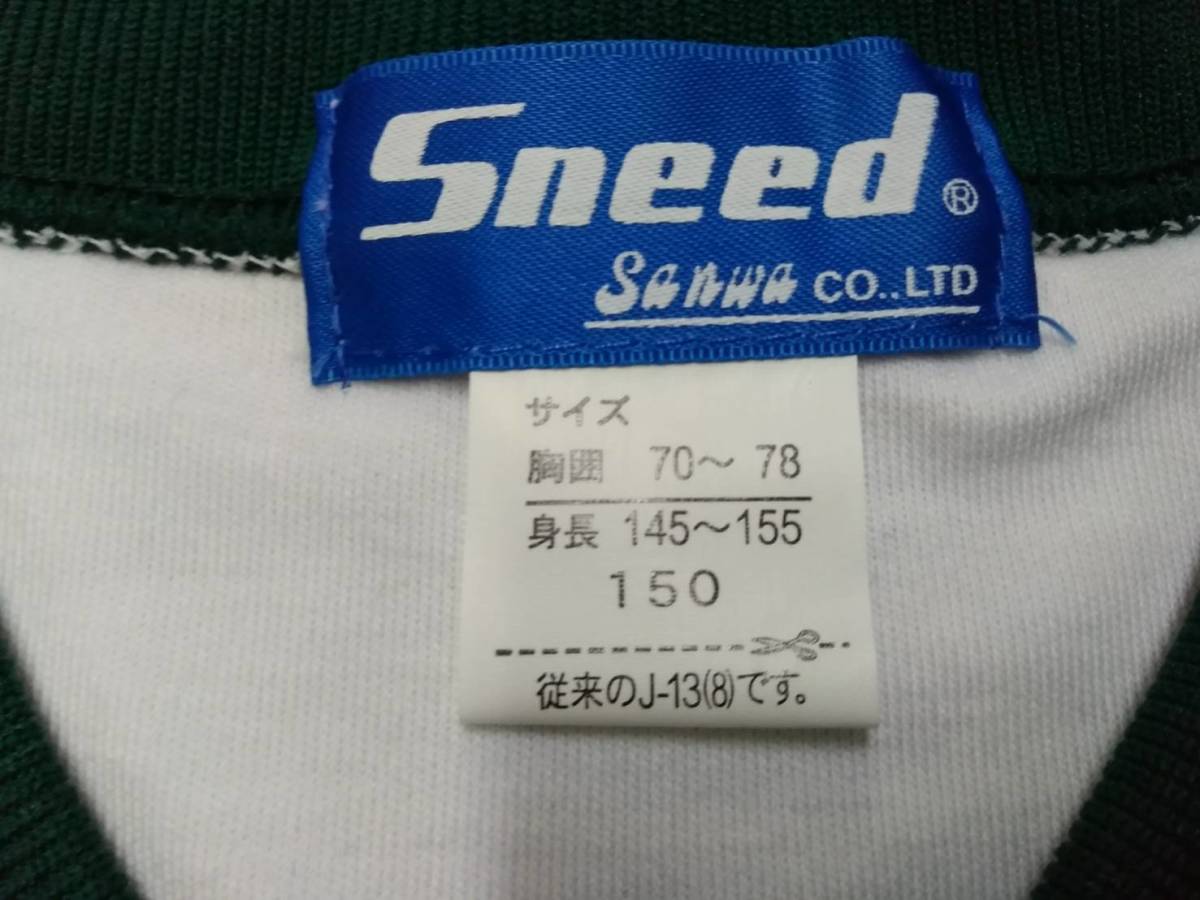 Sneed®
Sanwa CO.,LTD
サイズ
胸囲 70〜 78
身長 145〜155
150
従来のJ-13(8)です。